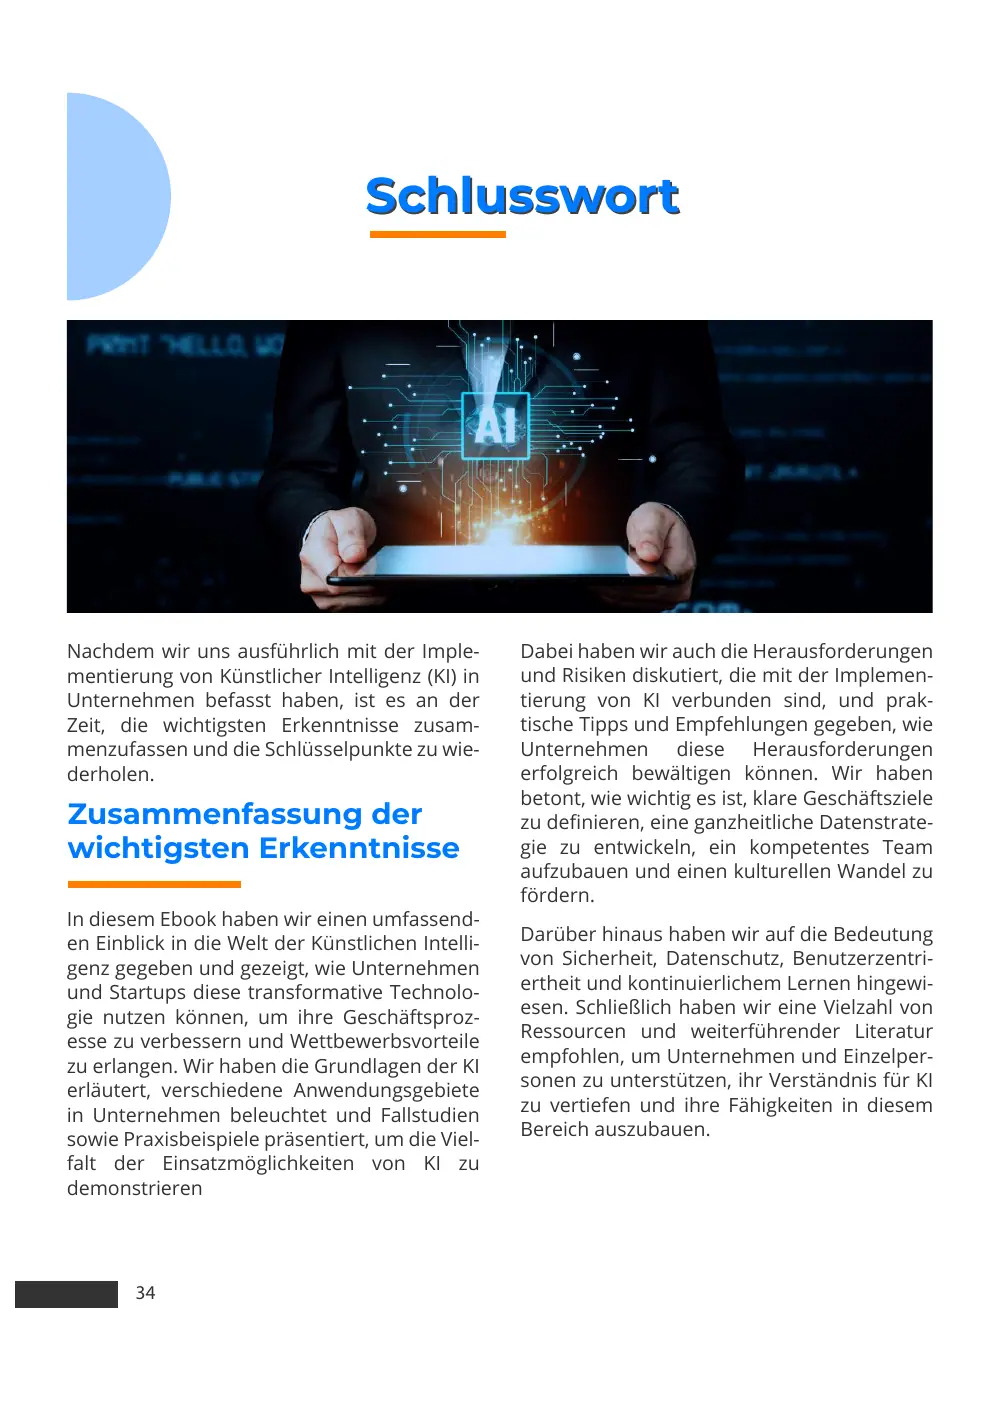 Schlusswort
PRINT "HELLO, WO
AI
Nachdem wir uns ausführlich mit der Imple-
mentierung von Künstlicher Intelligenz (KI) in
Unternehmen befasst haben, ist es an der
Zeit, die wichtigsten Erkenntnisse zusam-
menzufassen und die Schlüsselpunkte zu wie-
derholen.
Zusammenfassung der
wichtigsten Erkenntnisse
In diesem Ebook haben wir einen umfassend-
en Einblick in die Welt der Künstlichen Intelli-
genz gegeben und gezeigt, wie Unternehmen
und Startups diese transformative Technolo-
gie nutzen können, um ihre Geschäftsproz-
esse zu verbessern und Wettbewerbsvorteile
zu erlangen. Wir haben die Grundlagen der KI
erläutert, verschiedene Anwendungsgebiete
in Unternehmen beleuchtet und Fallstudien
sowie Praxisbeispiele präsentiert, um die Viel-
falt der Einsatzmöglichkeiten von KI zu
demonstrieren
Dabei haben wir auch die Herausforderungen
und Risiken diskutiert, die mit der Implemen-
tierung von KI verbunden sind, und prak-
tische Tipps und Empfehlungen gegeben, wie
Unternehmen diese Herausforderungen
erfolgreich bewältigen können. Wir haben
betont, wie wichtig es ist, klare Geschäftsziele
zu definieren, eine ganzheitliche Datenstrate-
gie zu entwickeln, ein kompetentes Team
aufzubauen und einen kulturellen Wandel zu
fördern.
Darüber hinaus haben wir auf die Bedeutung
von Sicherheit, Datenschutz, Benutzerzentri-
ertheit und kontinuierlichem Lernen hingewi-
esen. Schließlich haben wir eine Vielzahl von
Ressourcen und weiterführender Literatur
empfohlen, um Unternehmen und Einzelper-
sonen zu unterstützen, ihr Verständnis für KI
zu vertiefen und ihre Fähigkeiten in diesem
Bereich auszubauen.
34